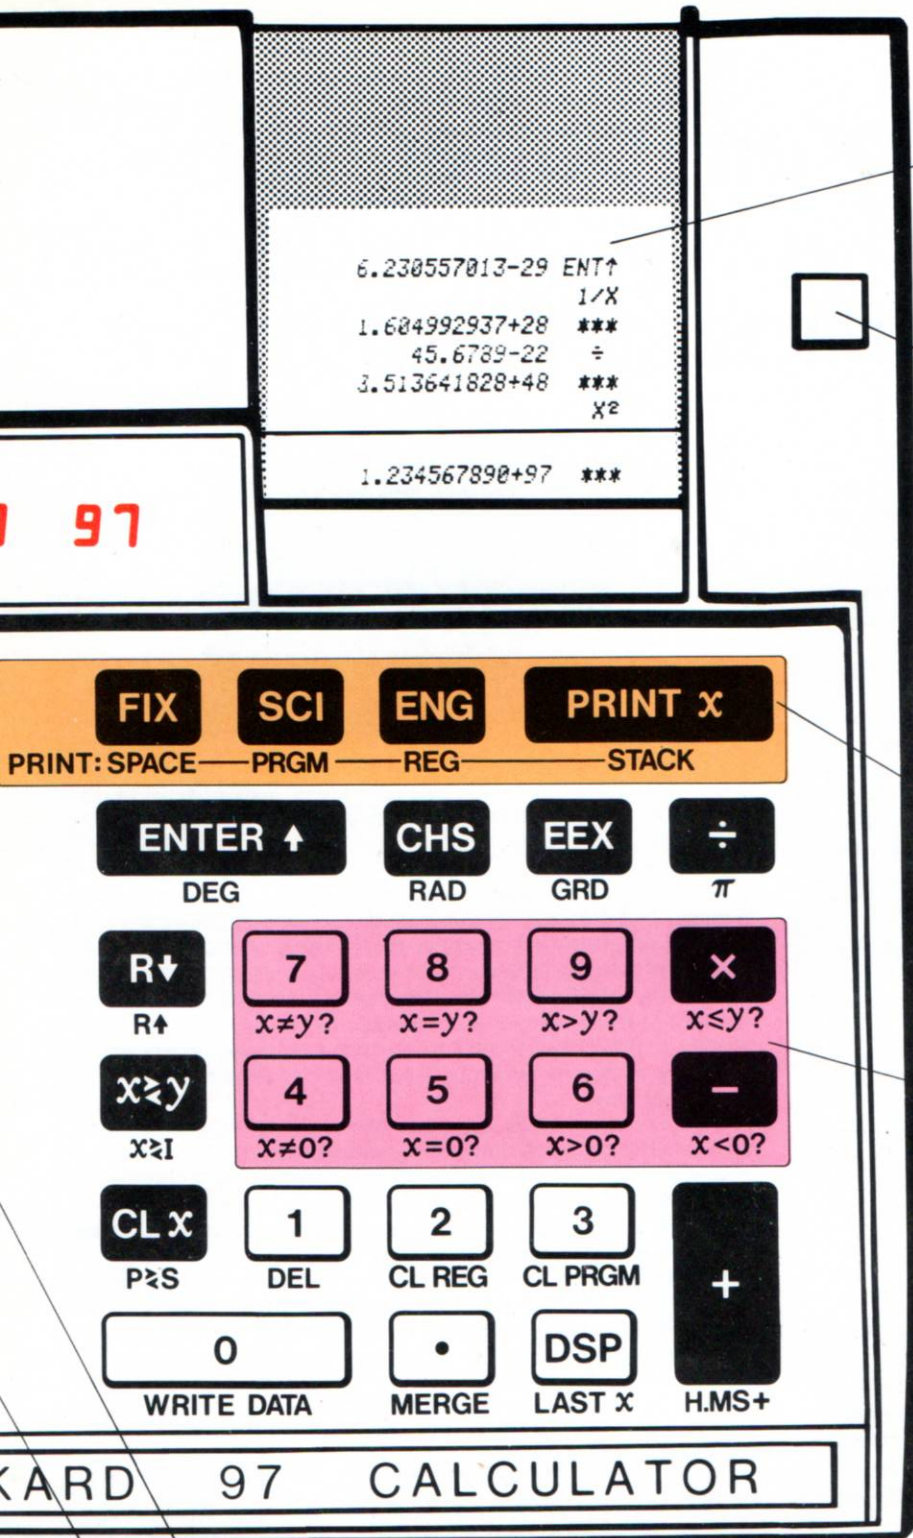 6.230557013-29 ENT↑
1/X
1.604992937+28 ***
45.6789-22 ÷
3.513641828+48 ***
X²
1.234567890+97 ***
97
FIX SCI ENG PRINT x
PRINT: SPACE PRGM REG STACK
ENTER ↑ CHS EEX ÷
DEG RAD GRD π
R↓ 7 8 9 ×
R↑ x≠y? x=y? x>y? x≤y?
x≷y 4 5 6 −
x≷I x≠0? x=0? x>0? x<0?
CL x 1 2 3
P≷S DEL CL REG CL PRGM
+
0 • DSP
WRITE DATA MERGE LAST x H.MS+
KARD 97 CALCULATOR